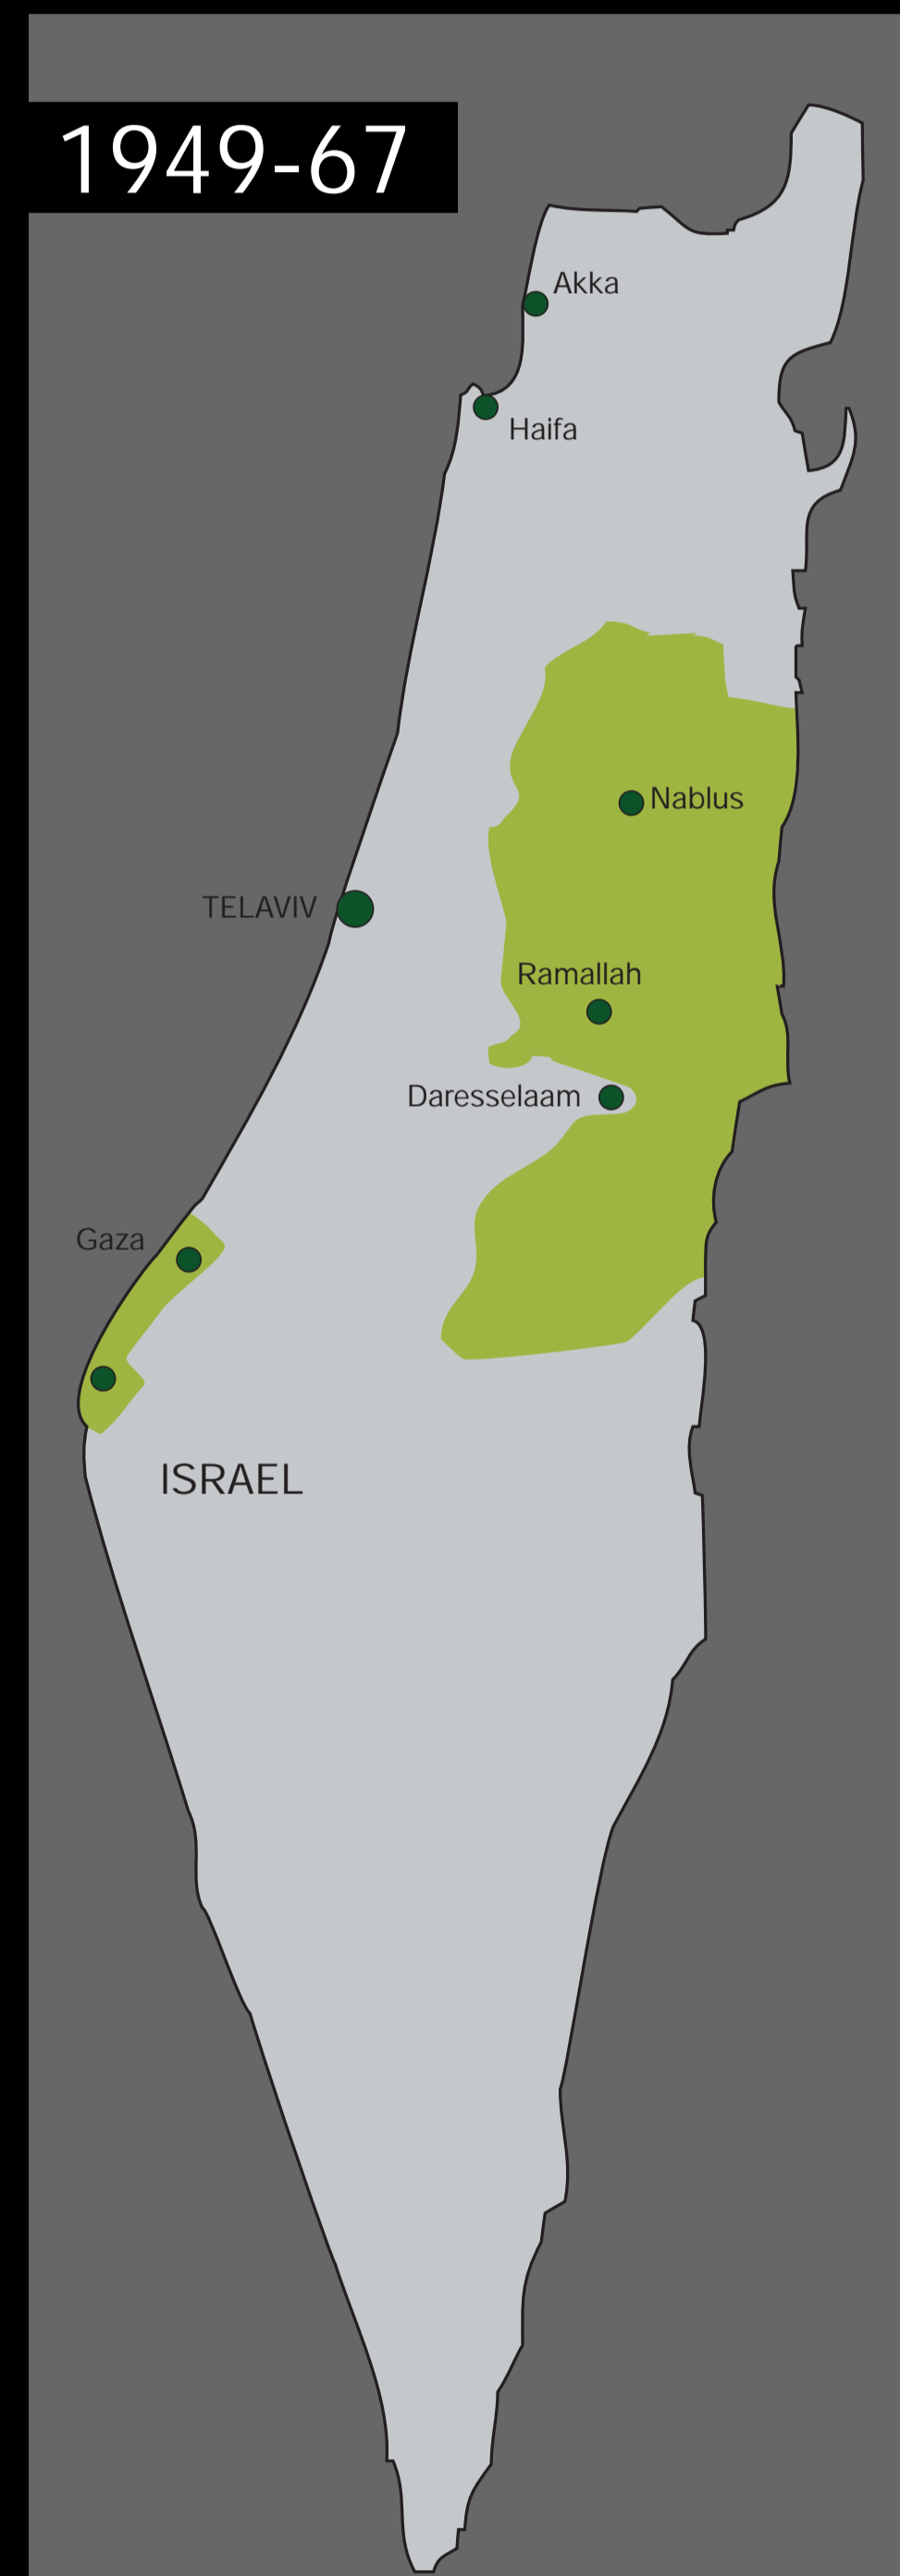 1949-67
Akka
Haifa
Nablus
TELAVIV
Ramallah
Daresselaam
Gaza
ISRAEL